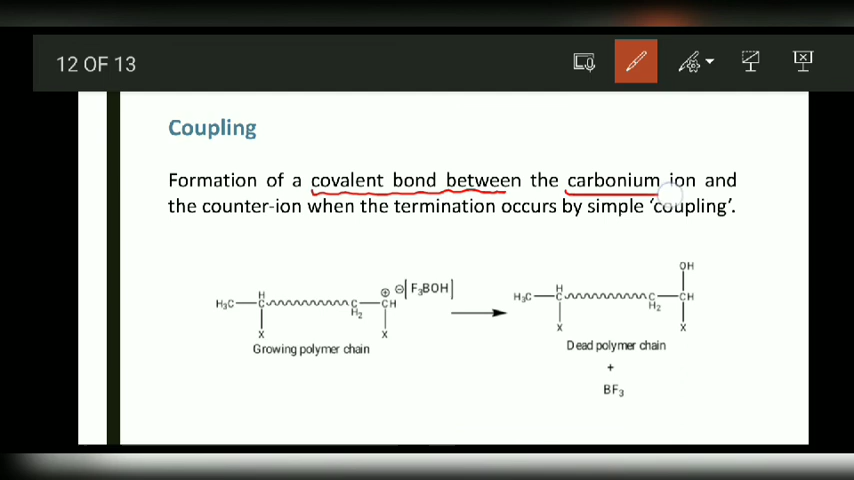 12 OF 13
Coupling
Formation of a covalent bond between the carbonium ion and
the counter-ion when the termination occurs by simple ‘coupling’.
H₃C H C H₂ ⊕ CH ⊖ F₃BOH X X
Growing polymer chain
H₃C H C H₂ OH CH X X
Dead polymer chain
+
BF₃